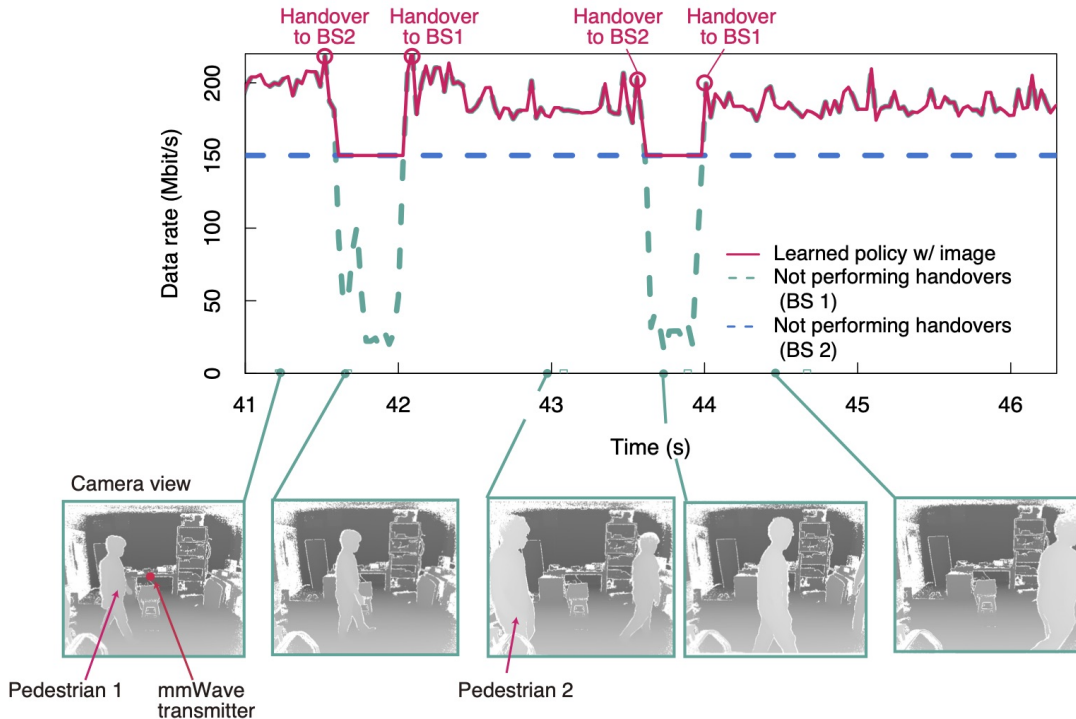 Handover
to BS2
Handover
to BS1
Handover
to BS2
Handover
to BS1
Data rate (Mbit/s)
200
150
100
50
0
Learned policy w/ image
Not performing handovers
(BS 1)
Not performing handovers
(BS 2)
41
42
43
44
45
46
Time (s)
Camera view
Pedestrian 1
mmWave
transmitter
Pedestrian 2